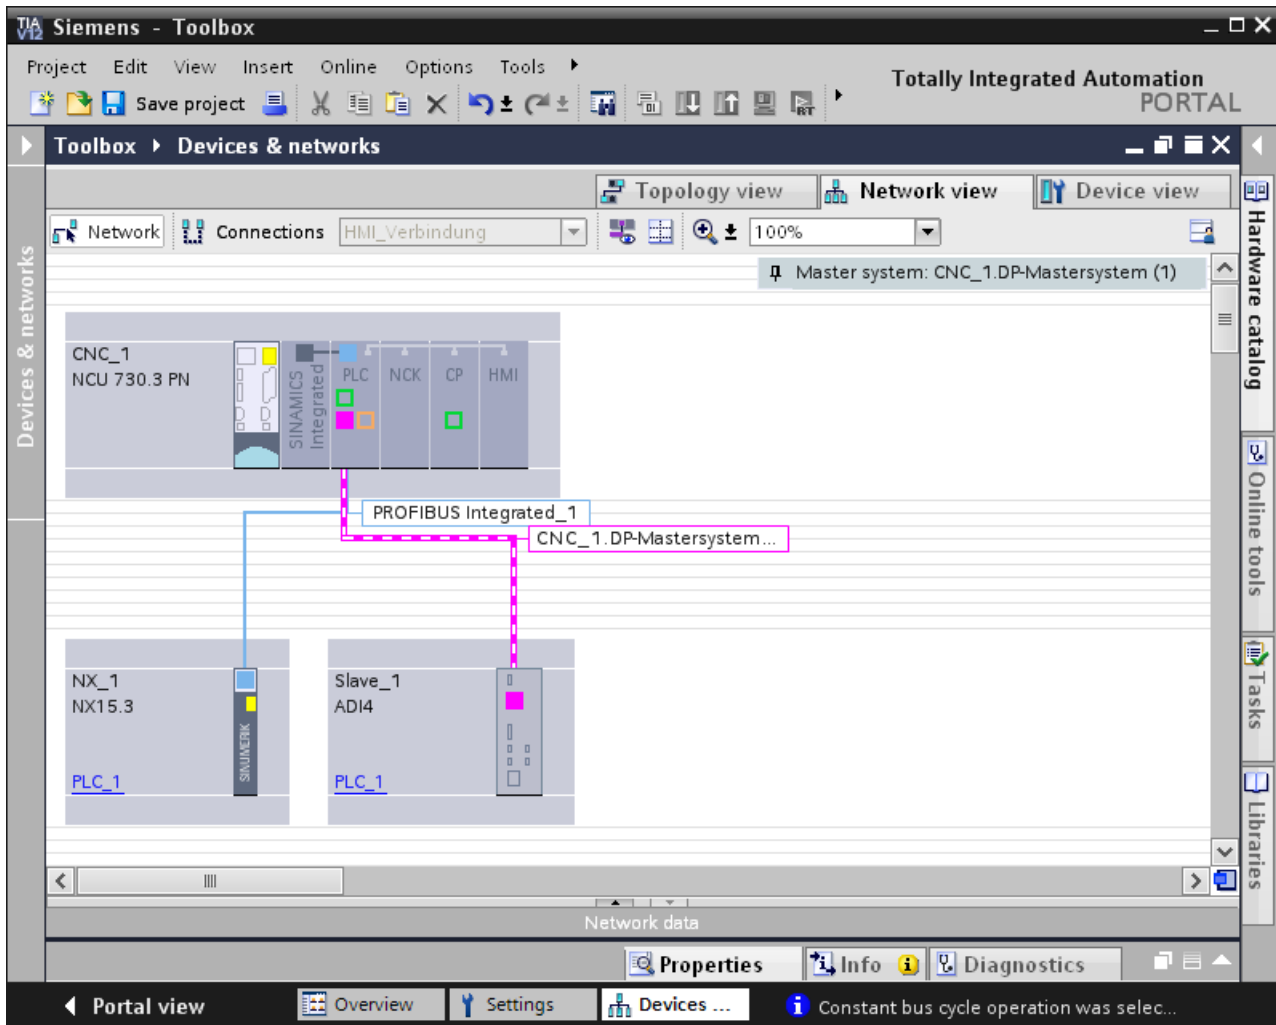 TIA V12 Siemens - Toolbox
Project Edit View Insert Online Options Tools
Totally Integrated Automation
PORTAL
Save project
RT
Toolbox Devices & networks
Topology view Network view Device view
Network Connections HMI_Verbindung 100%
Master system: CNC_1.DP-Mastersystem (1)
Devices & networks
CNC_1
NCU 730.3 PN
SINAMICS
Integrated
PLC NCK CP HMI
PROFIBUS Integrated_1
CNC_1.DP-Mastersystem...
NX_1
NX15.3
SINUMERIK
PLC_1
Slave_1
ADI4
PLC_1
Hardware catalog
Online tools
Tasks
Libraries
Network data
Properties Info Diagnostics
Portal view Overview Settings Devices ... Constant bus cycle operation was selec...